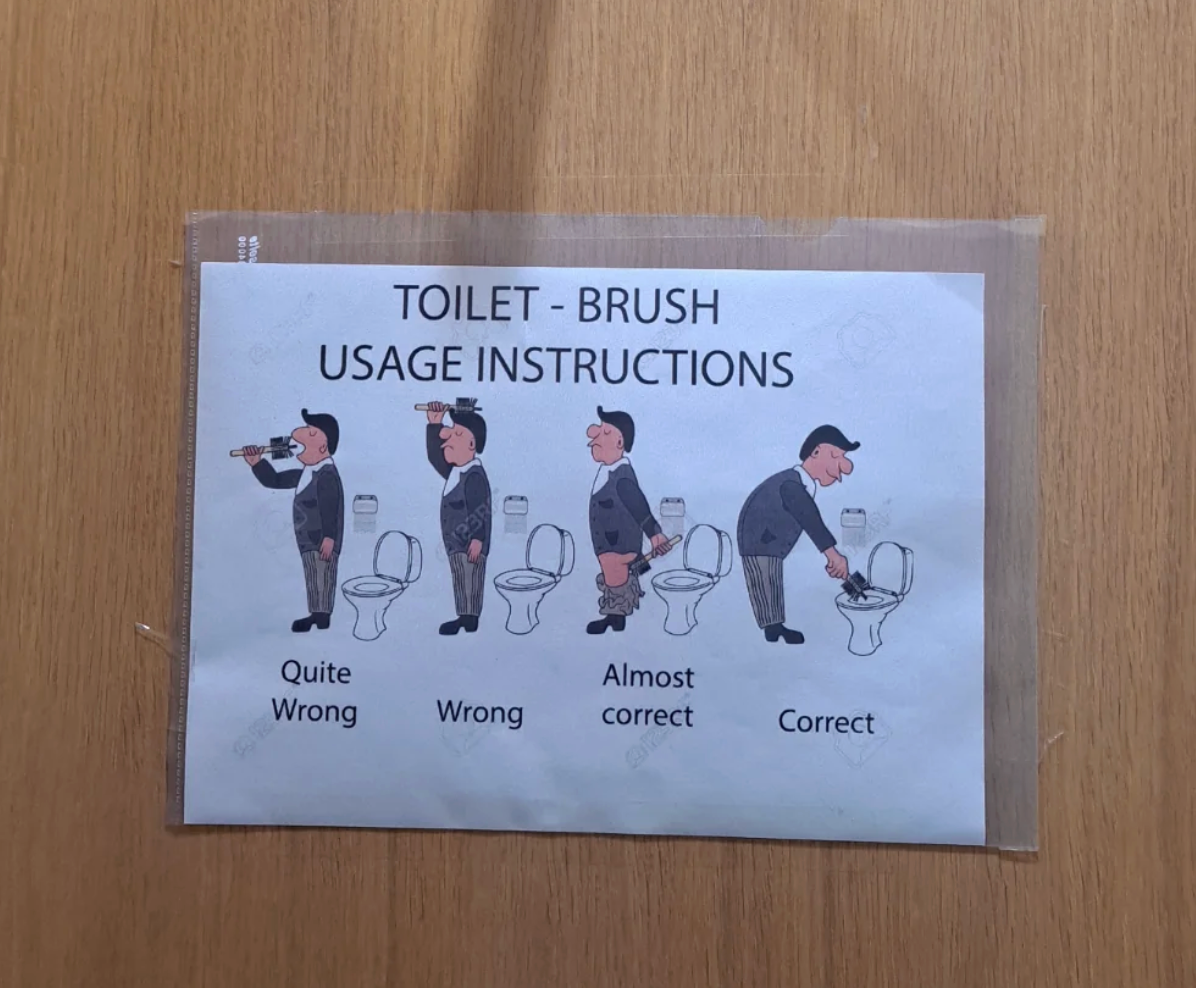 TOILET - BRUSH
USAGE INSTRUCTIONS
Quite
Wrong
Wrong
Almost
correct
Correct